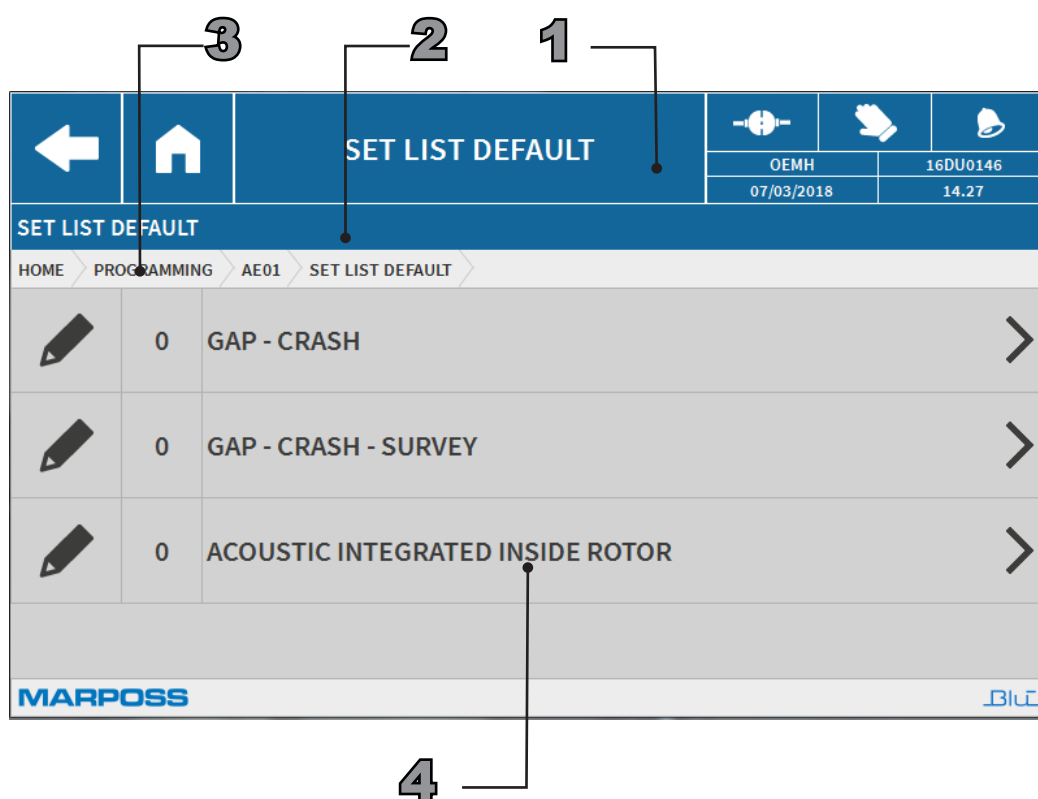 3 2 1
SET LIST DEFAULT
OEMH 16DU0146
07/03/2018 14.27
SET LIST DEFAULT
HOME PROGRAMMING AE01 SET LIST DEFAULT
0 GAP - CRASH
0 GAP - CRASH - SURVEY
0 ACOUSTIC INTEGRATED INSIDE ROTOR
MARPOSS Blú
4